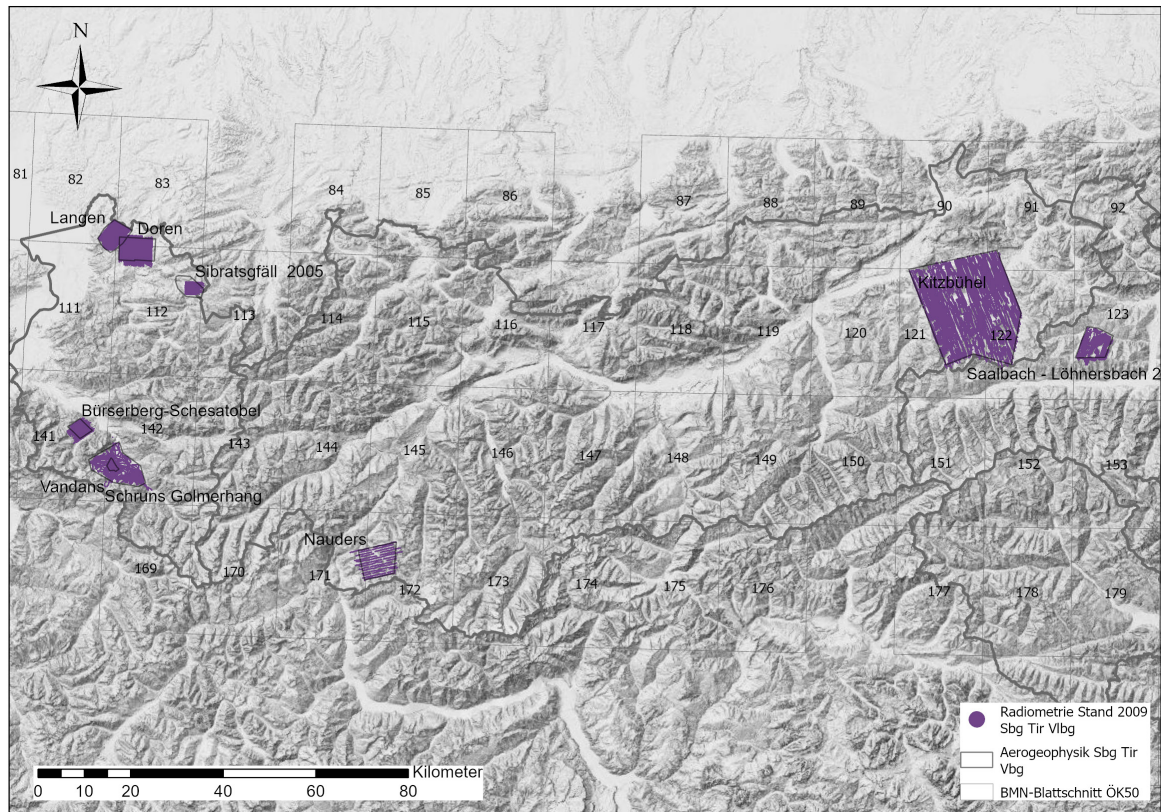 N
81
82
83
84
85
86
87
88
89
90
91
92
Langen
Doren
Sibratsgfäll 2005
Kitzbühel
111
112
113
114
115
116
117
118
119
120
121
122
123
Saalbach - Löhnersbach 2
Bürserberg-Schesatobel
141
142
143
144
145
146
147
148
149
150
151
152
153
Vandans
Schruns Golmerhang
Nauders
169
170
171
172
173
174
175
176
177
178
179
Radiometrie Stand 2009
Sbg Tir Vlbg
Aerogeophysik Sbg Tir
Vbg
BMN-Blattschnitt ÖK50
Kilometer
0 10 20 40 60 80